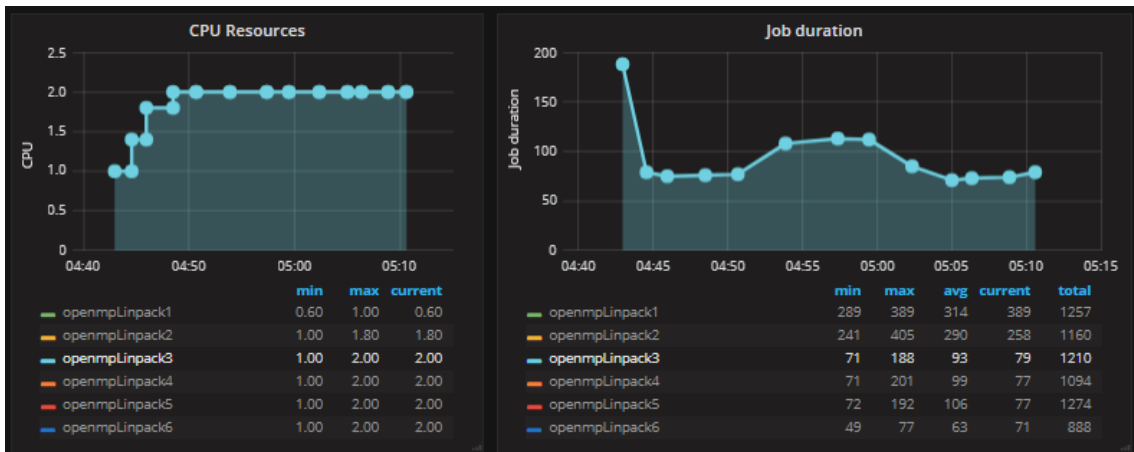 CPU Resources
2.5
2.0
1.5
1.0
0.5
0
CPU
04:40 04:50 05:00 05:10
min max current
openmpLinpack1 0.60 1.00 0.60
openmpLinpack2 1.00 1.80 1.80
openmpLinpack3 1.00 2.00 2.00
openmpLinpack4 1.00 2.00 2.00
openmpLinpack5 1.00 2.00 2.00
openmpLinpack6 1.00 2.00 2.00
Job duration
200
150
100
50
0
Job duration
04:40 04:45 04:50 04:55 05:00 05:05 05:10 05:15
min max avg current total
openmpLinpack1 289 389 314 389 1257
openmpLinpack2 241 405 290 258 1160
openmpLinpack3 71 188 93 79 1210
openmpLinpack4 71 201 99 77 1094
openmpLinpack5 72 192 106 77 1274
openmpLinpack6 49 77 63 71 888